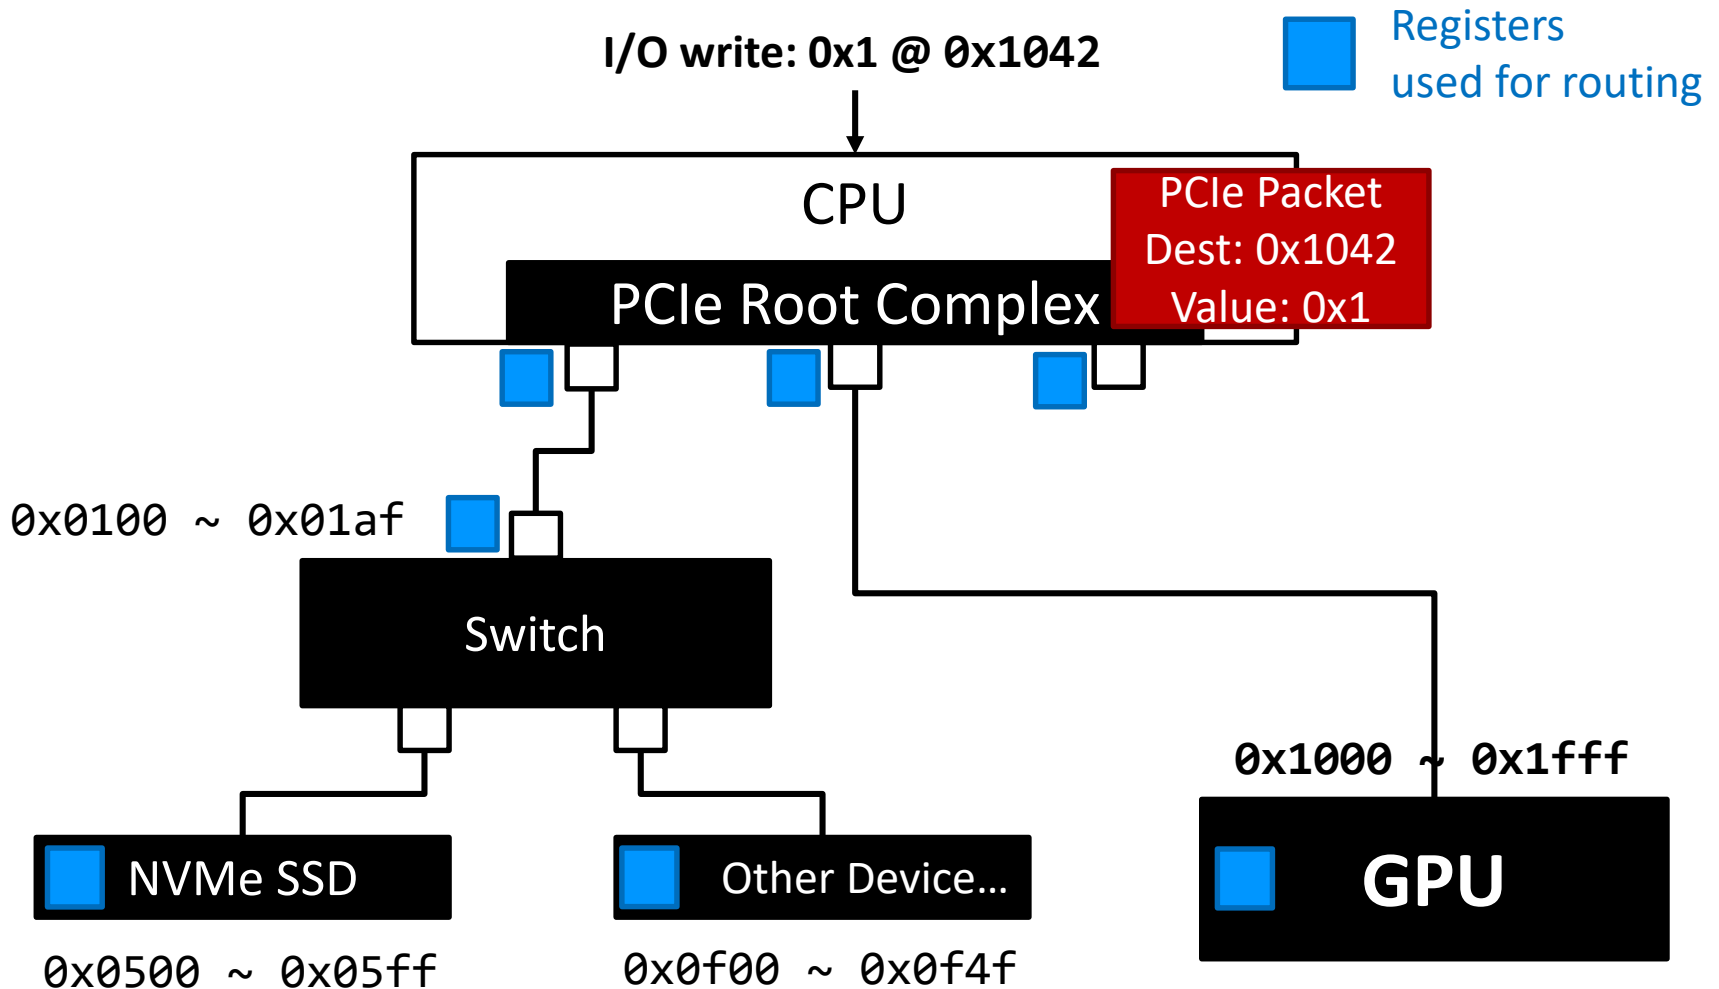 I/O write: 0x1 @ 0x1042
Registers
used for routing
CPU
PCIe Packet
Dest: 0x1042
Value: 0x1
PCIe Root Complex
0x0100 ~ 0x01af
Switch
0x1000 ~ 0x1fff
NVMe SSD
Other Device...
GPU
0x0500 ~ 0x05ff
0x0f00 ~ 0x0f4f